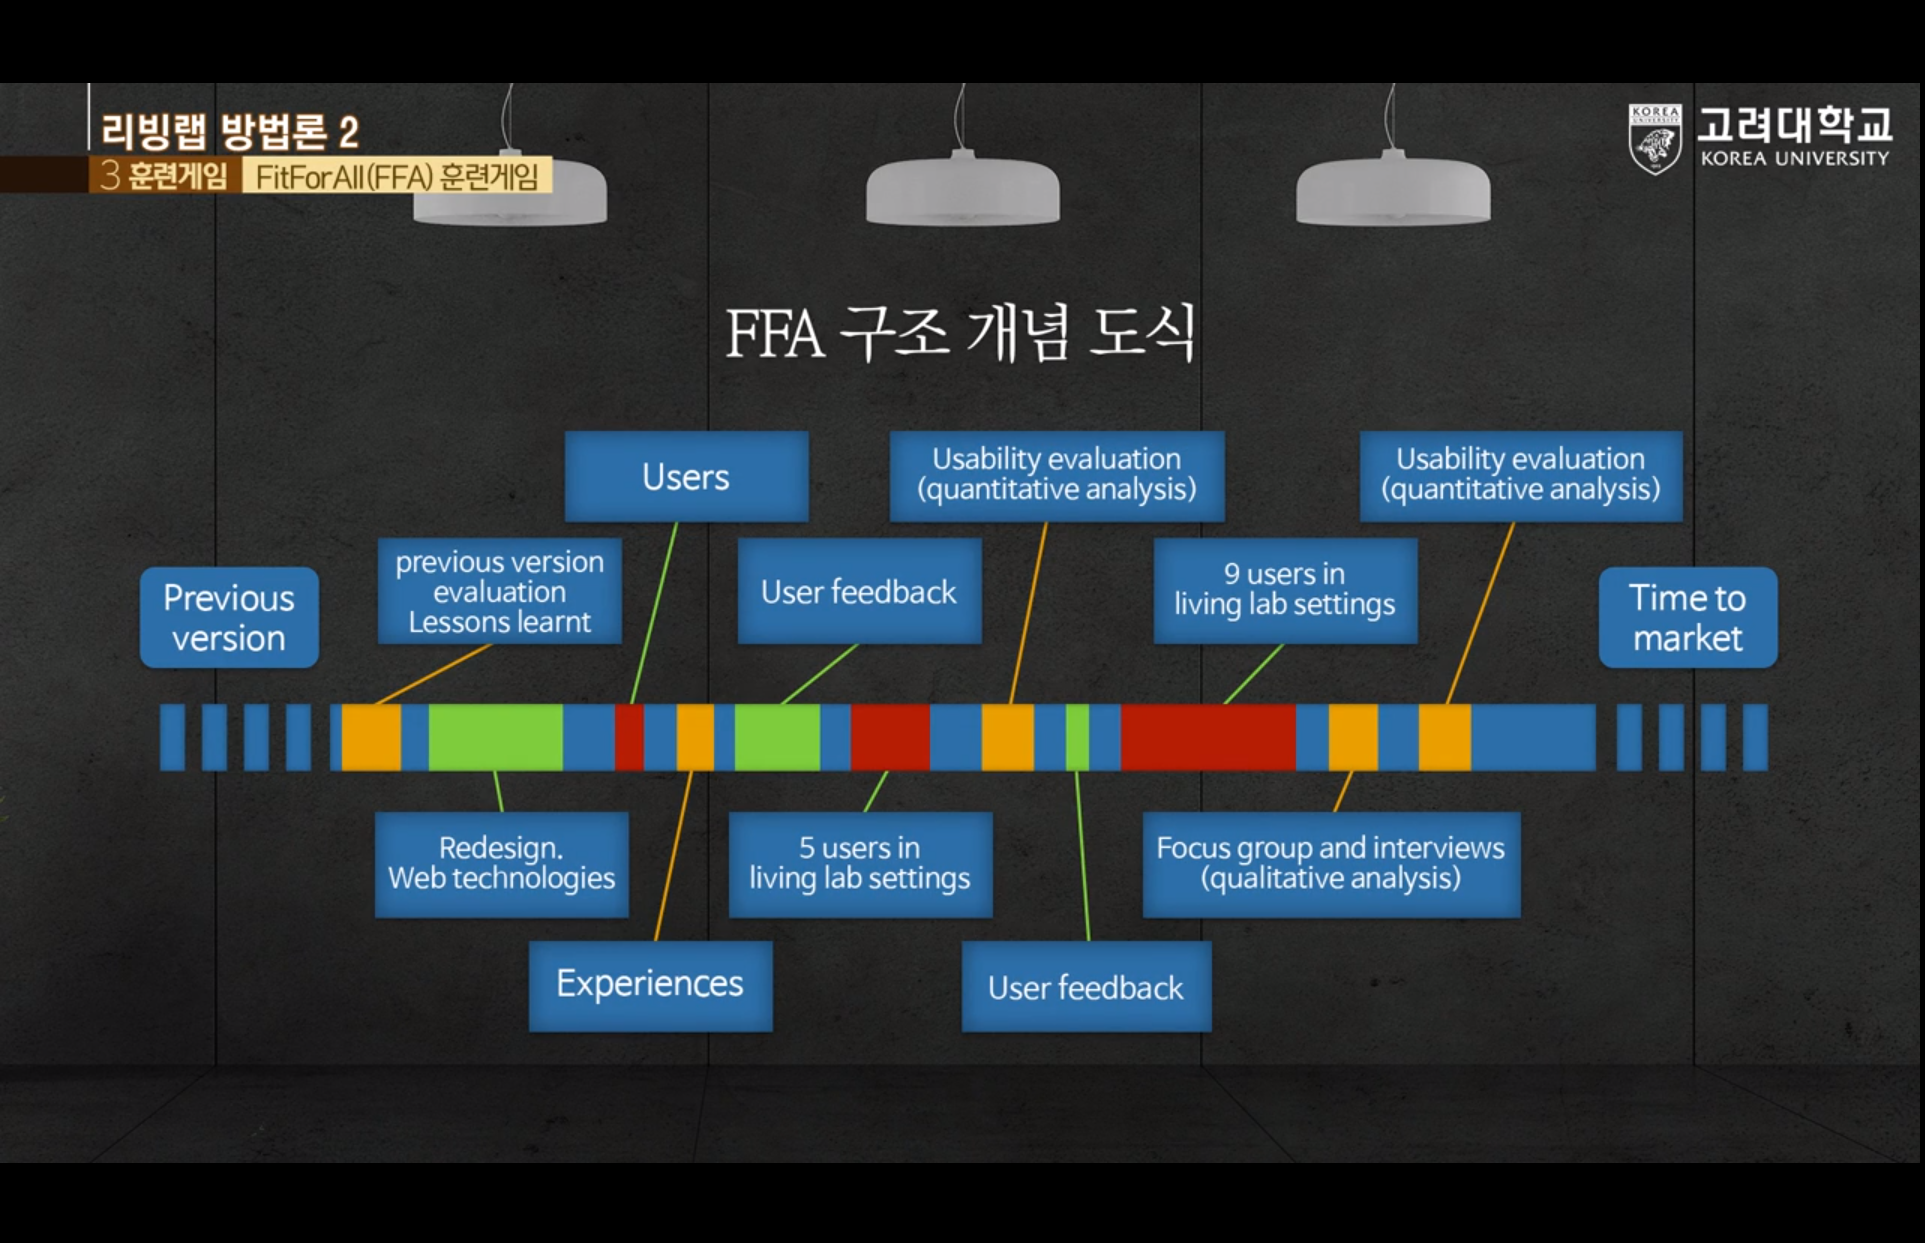 리빙랩 방법론 2
3 훈련게임 FitForAll(FFA) 훈련게임
KOREA
UNIVERSITY
고려대학교
KOREA UNIVERSITY
FFA 구조 개념 도식
Previous
version
previous version
evaluation
Lessons learnt
Users
User feedback
Usability evaluation
(quantitative analysis)
9 users in
living lab settings
Usability evaluation
(quantitative analysis)
Time to
market
Redesign.
Web technologies
Experiences
5 users in
living lab settings
User feedback
Focus group and interviews
(qualitative analysis)